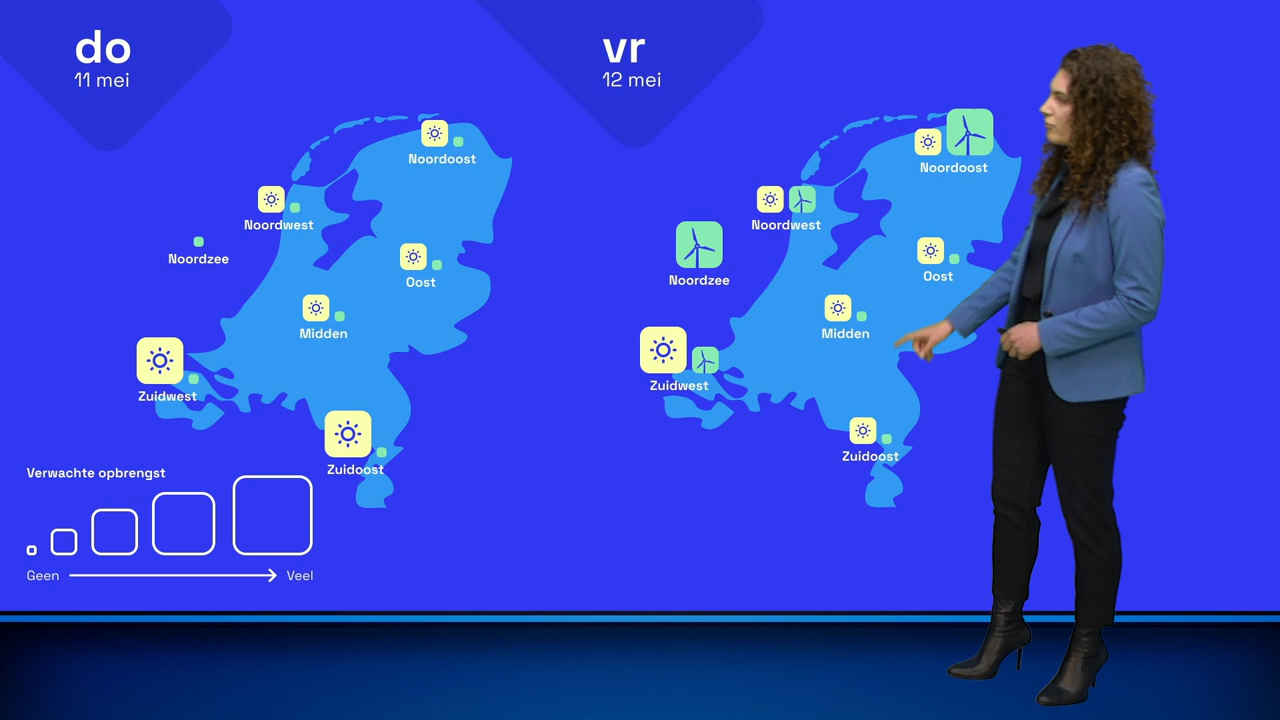 do
11 mei
Noordoost
Noordwest
Noordzee
Oost
Midden
Zuidwest
Zuidoost
Verwachte opbrengst
Geen
Veel
vr
12 mei
Noordoost
Noordwest
Noordzee
Oost
Midden
Zuidwest
Zuidoost